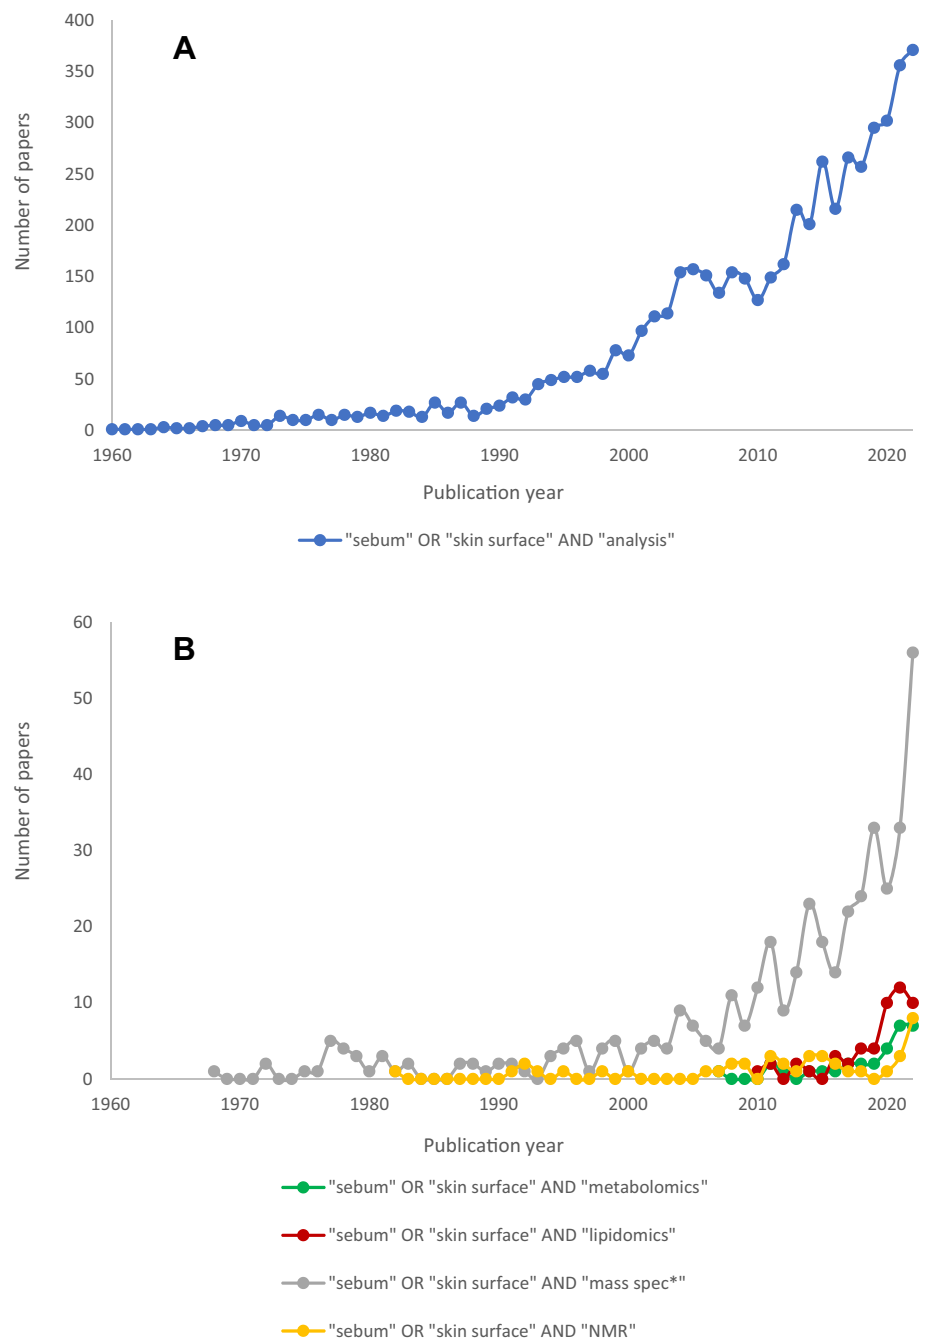 A
400
350
300
250
200
150
100
50
0
Number of papers
1960 1970 1980 1990 2000 2010 2020
Publication year
"sebum" OR "skin surface" AND "analysis"
B
60
50
40
30
20
10
0
Number of papers
1960 1970 1980 1990 2000 2010 2020
Publication year
"sebum" OR "skin surface" AND "metabolomics"
"sebum" OR "skin surface" AND "lipidomics"
"sebum" OR "skin surface" AND "mass spec*"
"sebum" OR "skin surface" AND "NMR"